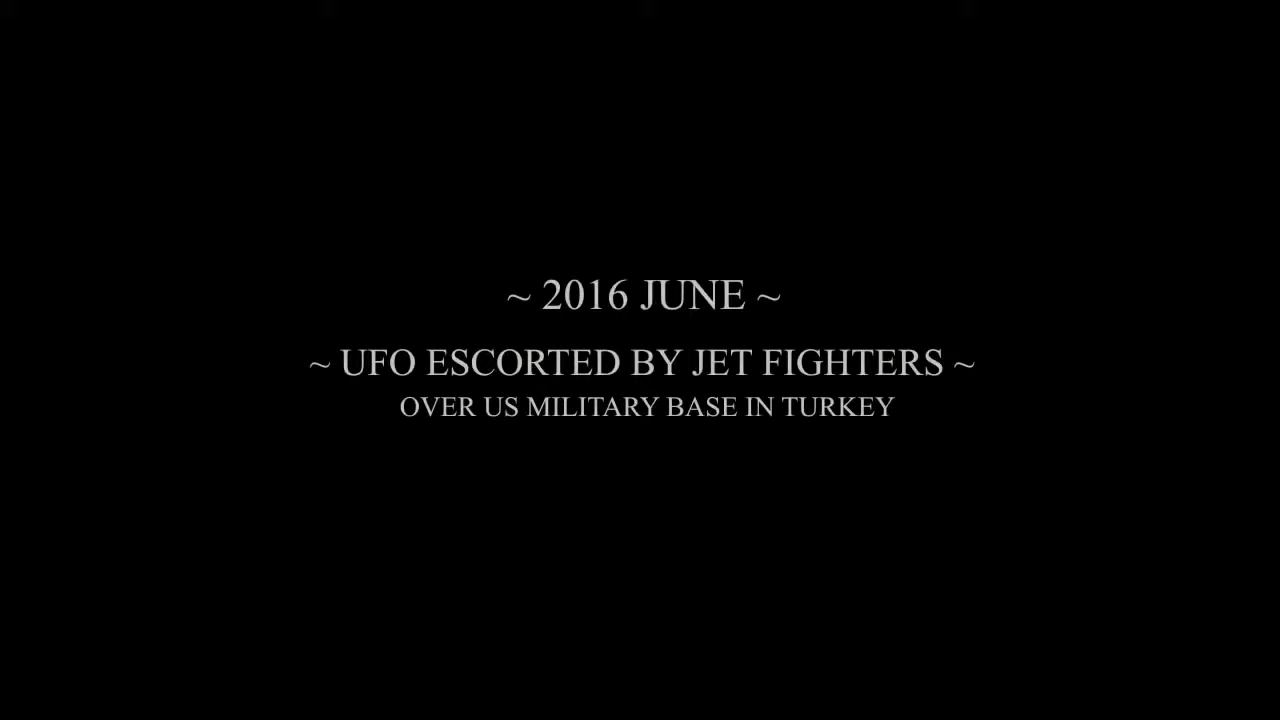 ~ 2016 JUNE ~
~ UFO ESCORTED BY JET FIGHTERS ~
OVER US MILITARY BASE IN TURKEY